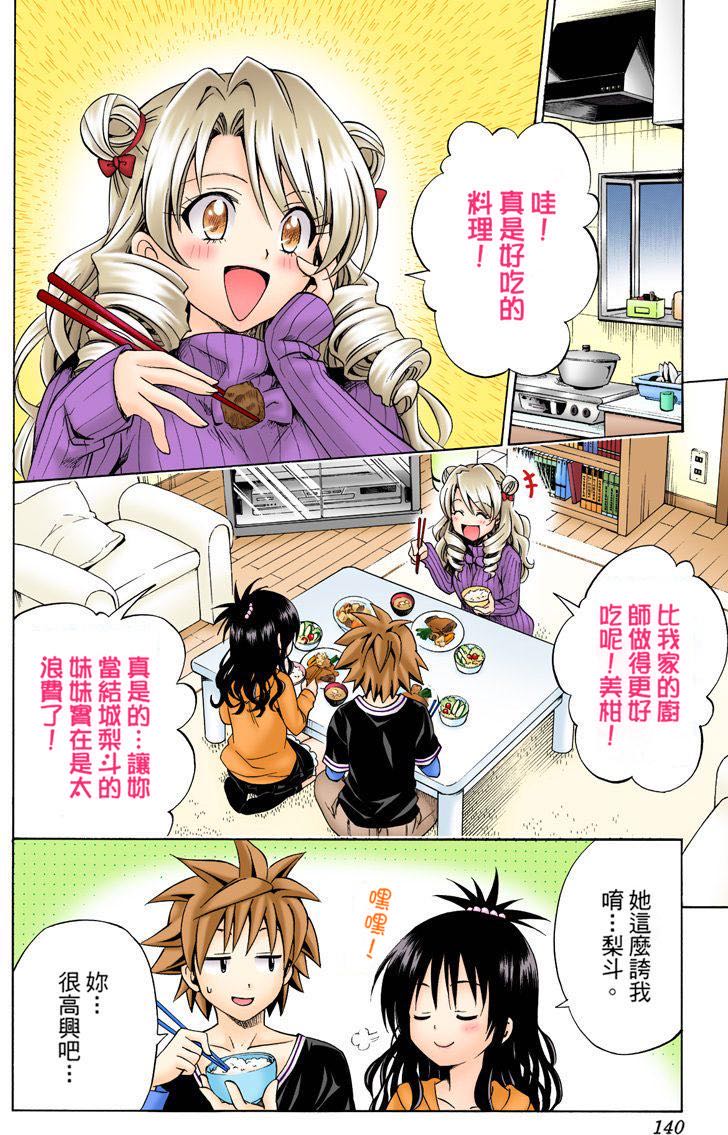 哇！
真是好吃的
料理！
比我家的廚
師做得更好
吃呢！美柑！
真是的…讓妳
當結城梨斗的
妹妹實在是太
浪費了！
她這麼誇我
唷…梨斗。
嘿嘿！
妳…
很高興吧…
140